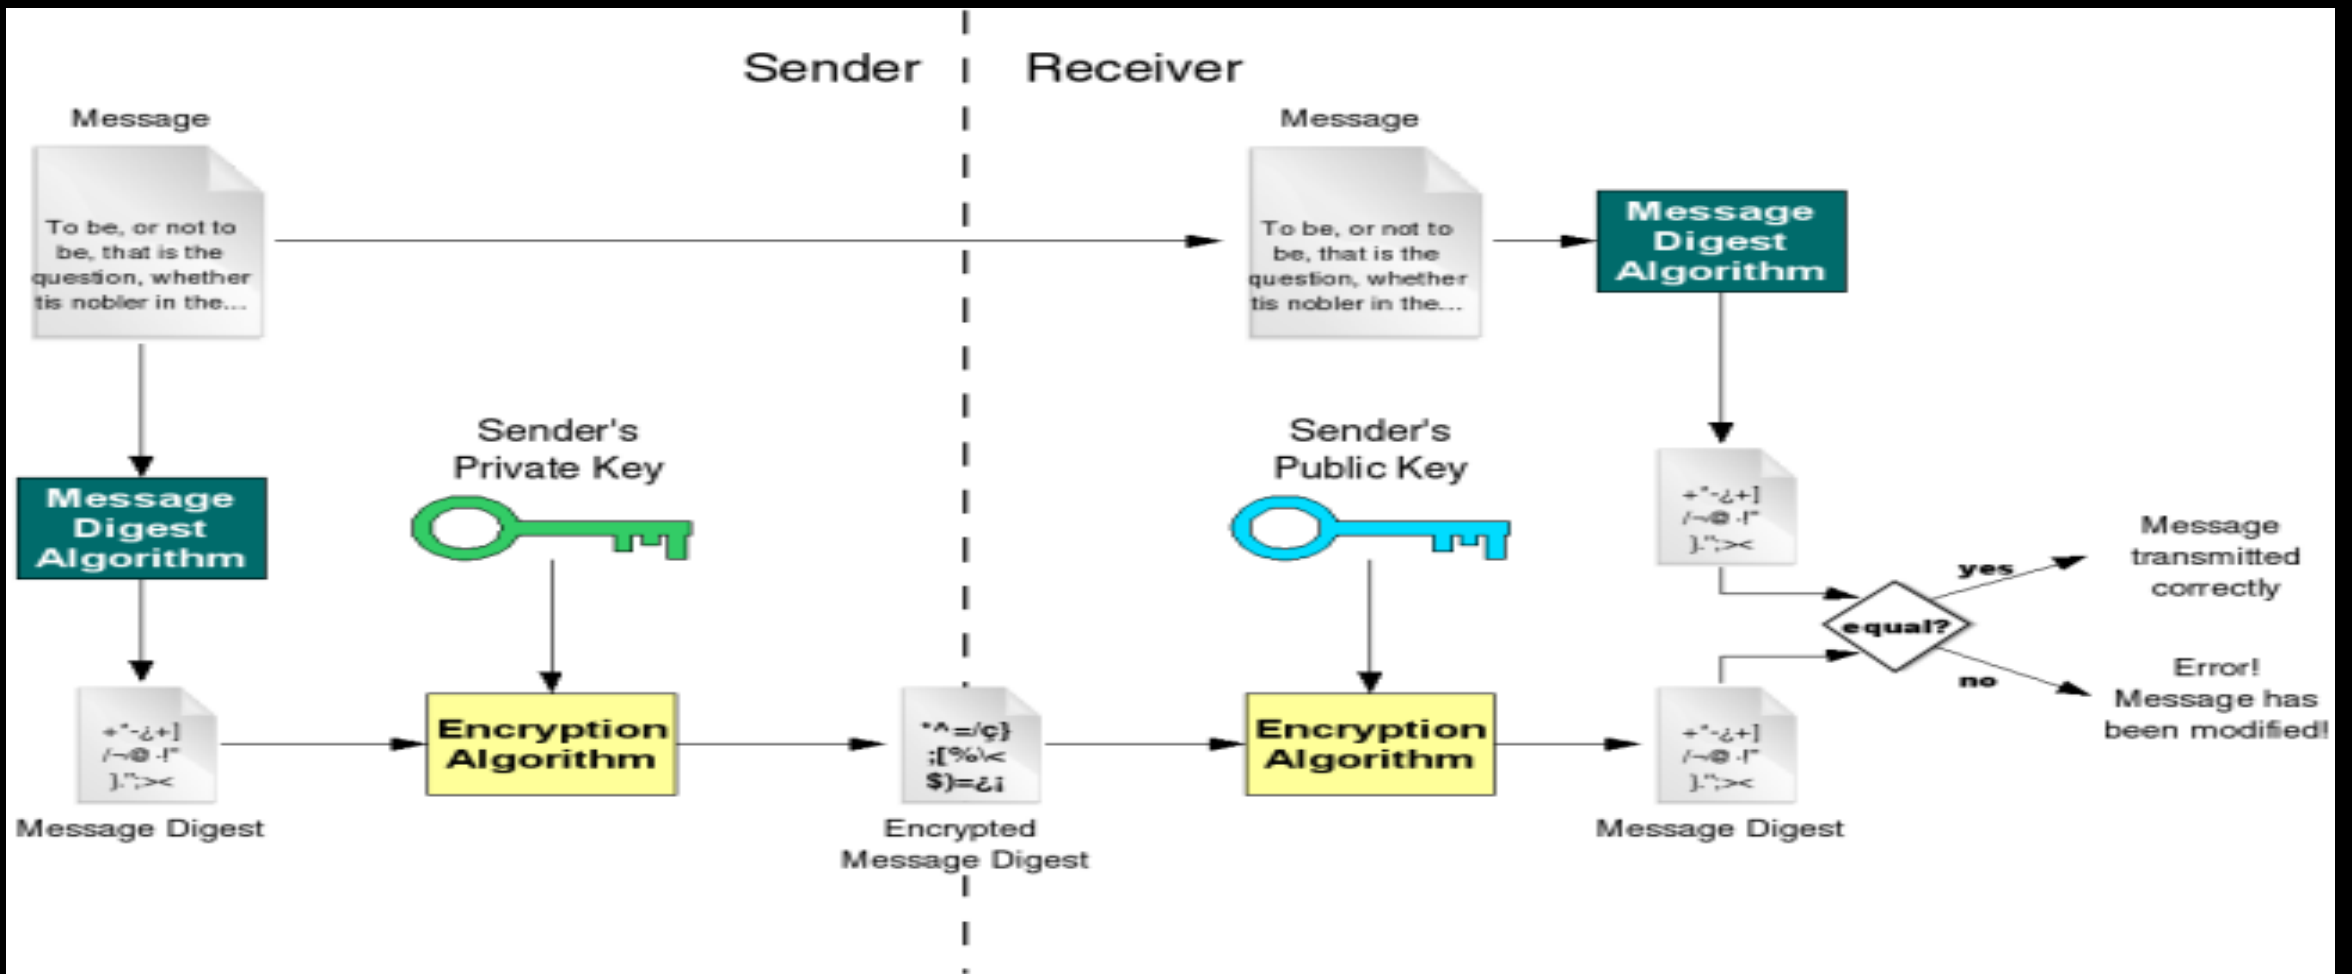 Sender
Receiver
Message
To be, or not to
be, that is the
question, whether
tis nobler in the...
Message
To be, or not to
be, that is the
question, whether
tis nobler in the...
Message
Digest
Algorithm
Sender's
Private Key
Sender's
Public Key
Message
Digest
Algorithm
+"-¿+]
/¬@-!"
}.";><
yes
Message
transmitted
correctly
equal?
no
Error!
Message has
been modified!
+"-¿+]
/¬@-!"
}.";><
Message Digest
Encryption
Algorithm
"^=/ç}
;[%\<
$)=¿¡
Encrypted
Message Digest
Encryption
Algorithm
+"-¿+]
/¬@-!"
}.";><
Message Digest